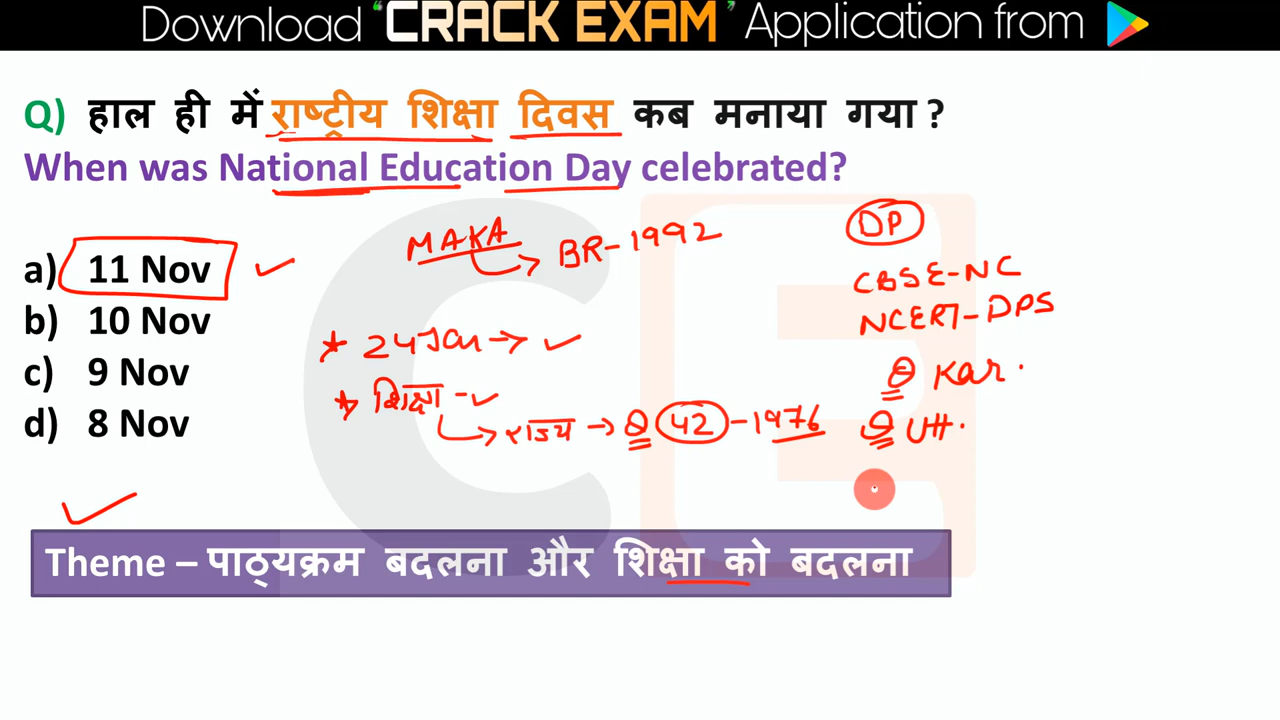 Download “CRACK EXAM” Application from
Q) हाल ही में राष्ट्रीय शिक्षा दिवस कब मनाया गया ?
When was National Education Day celebrated?
a) 11 Nov
b) 10 Nov
c) 9 Nov
d) 8 Nov
MAKA
BR-1992
24 Jan
शिक्षा
राज्य
42 - 1976
DP
CBSE-NC
NCERT-DPS
Kar.
Utt.
Theme – पाठ्यक्रम बदलना और शिक्षा को बदलना